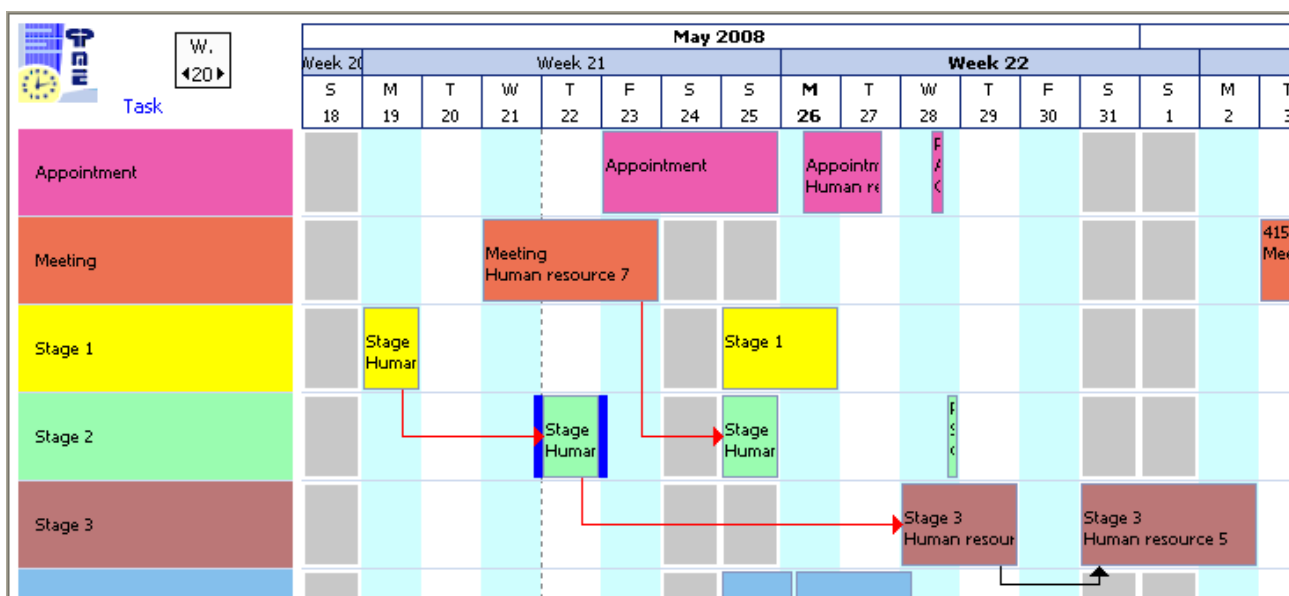 PME
W.
20
Task
May 2008
Week 20
Week 21
Week 22
S M T W T F S S M T W T F S S M T
18 19 20 21 22 23 24 25 26 27 28 29 30 31 1 2 3
Appointment
Appointment
Appointm
Human re
Meeting
Meeting
Human resource 7
415
Mee
Stage 1
Stage
Human
Stage 1
Stage 2
Stage
Human
Stage
Human
Stage 3
Stage 3
Human resour
Stage 3
Human resource 5